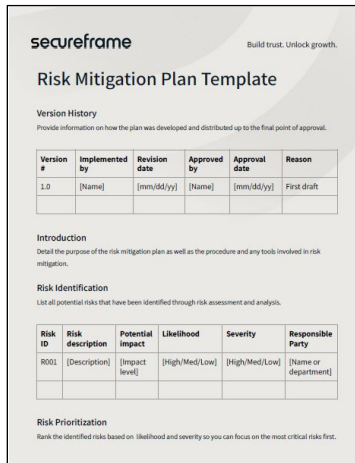 secureframe
Build trust. Unlock growth.
Risk Mitigation Plan Template
Version History
Provide information on how the plan was developed and distributed up to the final point of approval.
Version # Implemented by Revision date Approved by Approval date Reason
1.0 [Name] [mm/dd/yy] [Name] [mm/dd/yy] First draft
Introduction
Detail the purpose of the risk mitigation plan as well as the procedure and any tools involved in risk
mitigation.
Risk Identification
List all potential risks that have been identified through risk assessment and analysis.
Risk ID Risk description Potential impact Likelihood Severity Responsible Party
R001 [Description] [Impact level] [High/Med/Low] [High/Med/Low] [Name or department]
Risk Prioritization
Rank the identified risks based on likelihood and severity so you can focus on the most critical risks first.